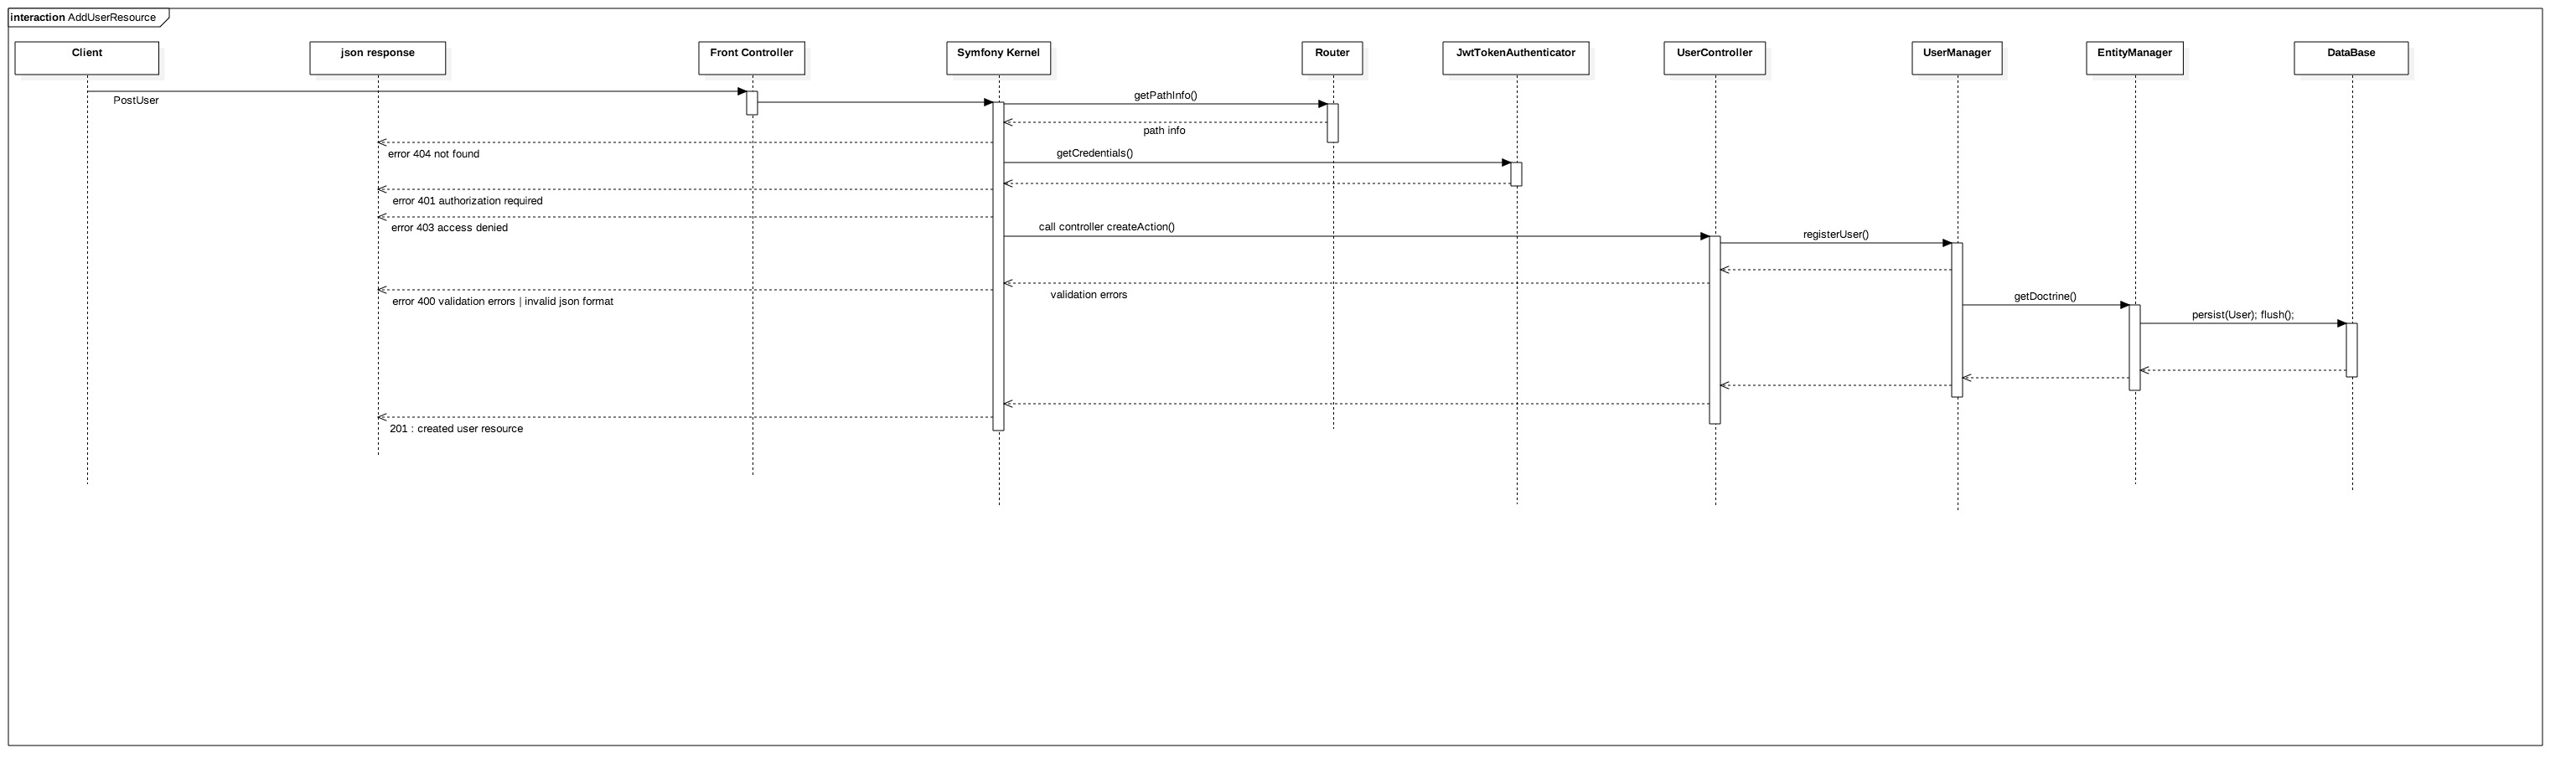 interaction AddUserResource
Client
json response
Front Controller
Symfony Kernel
Router
JwtTokenAuthenticator
UserController
UserManager
EntityManager
DataBase
PostUser
getPathInfo()
path info
error 404 not found
getCredentials()
error 401 authorization required
error 403 access denied
call controller createAction()
registerUser()
validation errors
error 400 validation errors | invalid json format
getDoctrine()
persist(User); flush();
201 : created user resource